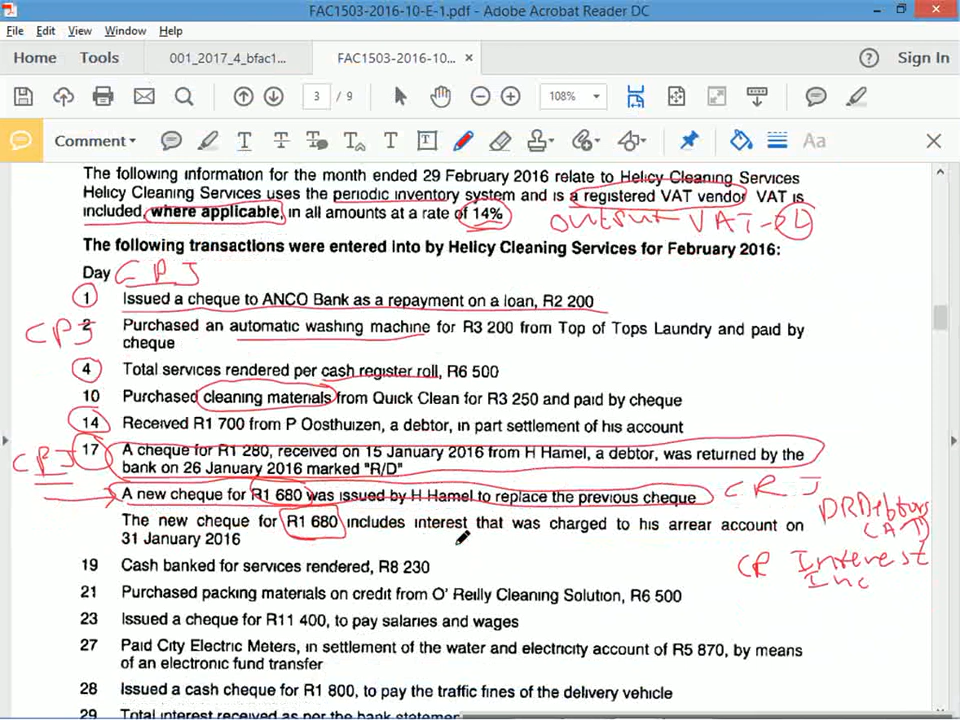 FAC1503-2016-10-E-1.pdf - Adobe Acrobat Reader DC
File Edit View Window Help
Home Tools 001_2017_4_bfac1... FAC1503-2016-10... × Sign In
3 / 9 108%
Comment Aa
The following information for the month ended 29 February 2016 relate to Helicy Cleaning Services
Helicy Cleaning Services uses the periodic inventory system and is a registered VAT vendor VAT is
included, where applicable, in all amounts at a rate of 14%
output VAT-
The following transactions were entered into by Helicy Cleaning Services for February 2016:
Day CPJ
1 Issued a cheque to ANCO Bank as a repayment on a loan, R2 200
CPJ 2 Purchased an automatic washing machine for R3 200 from Top of Tops Laundry and paid by
cheque
4 Total services rendered per cash register roll, R6 500
10 Purchased cleaning materials from Quick Clean for R3 250 and paid by cheque
14 Received R1 700 from P Oosthuizen, a debtor, in part settlement of his account
CPJ 17 A cheque for R1 280, received on 15 January 2016 from H Hamel, a debtor, was returned by the
bank on 26 January 2016 marked "R/D"
A new cheque for R1 680 was issued by H Hamel to replace the previous cheque CRJ
The new cheque for R1 680 includes interest that was charged to his arrear account on
31 January 2016
DR Debtors
(A T)
CR Interest
Inc
19 Cash banked for services rendered, R8 230
21 Purchased packing materials on credit from O' Reilly Cleaning Solution, R6 500
23 Issued a cheque for R11 400, to pay salaries and wages
27 Paid City Electric Meters, in settlement of the water and electricity account of R5 870, by means
of an electronic fund transfer
28 Issued a cash cheque for R1 800, to pay the traffic fines of the delivery vehicle
29 Total interest received as per the bank statement